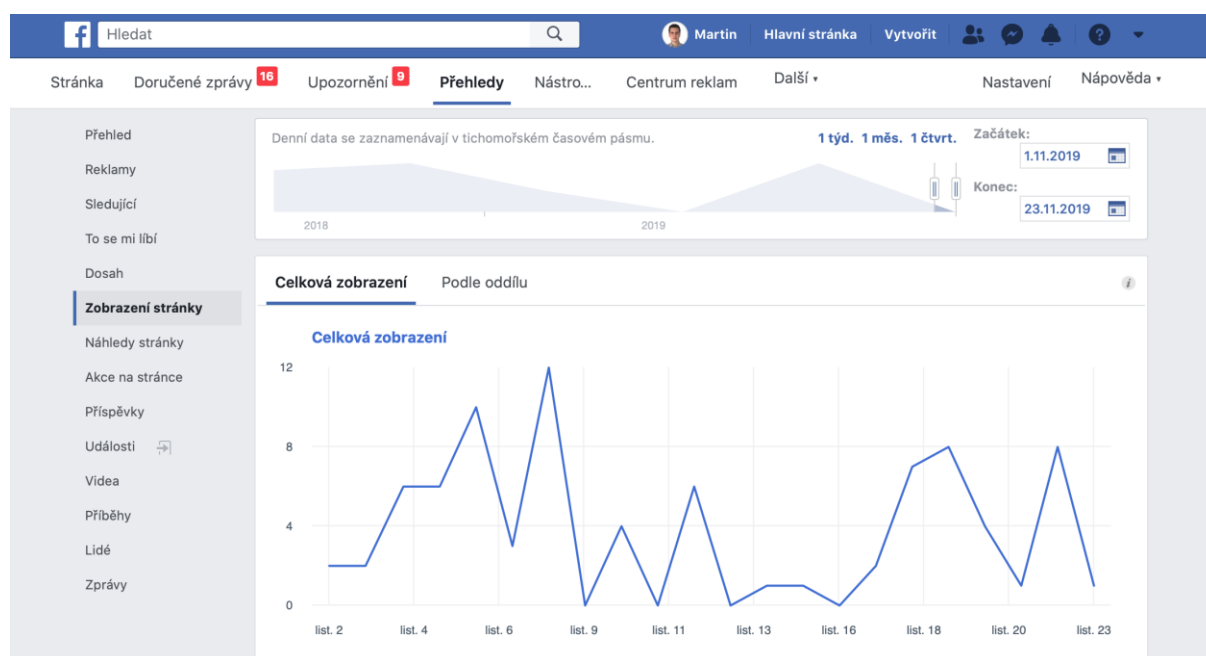 f Hledat Martin Hlavní stránka Vytvořit ?
Stránka Doručené zprávy 16 Upozornění 9 Přehledy Nástro... Centrum reklam Další Nastavení Nápověda
Přehled
Reklamy
Sledující
To se mi líbí
Dosah
Zobrazení stránky
Náhledy stránky
Akce na stránce
Příspěvky
Události
Videa
Příběhy
Lidé
Zprávy
Denní data se zaznamenávají v tichomořském časovém pásmu. 1 týd. 1 měs. 1 čtvrt.
Začátek:
1.11.2019
Konec:
23.11.2019
2018 2019
Celková zobrazení Podle oddílu i
Celková zobrazení
12
8
4
0
list. 2 list. 4 list. 6 list. 9 list. 11 list. 13 list. 16 list. 18 list. 20 list. 23